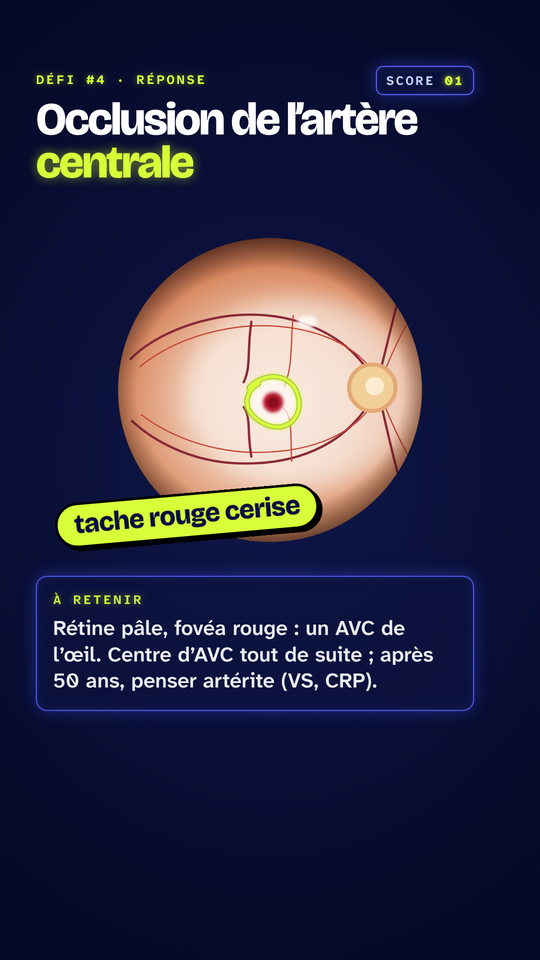 DÉFI #4 · RÉPONSE
SCORE 01
Occlusion de l’artère
centrale
tache rouge cerise
À RETENIR
Rétine pâle, fovéa rouge : un AVC de
l’œil. Centre d’AVC tout de suite ; après
50 ans, penser artérite (VS, CRP).